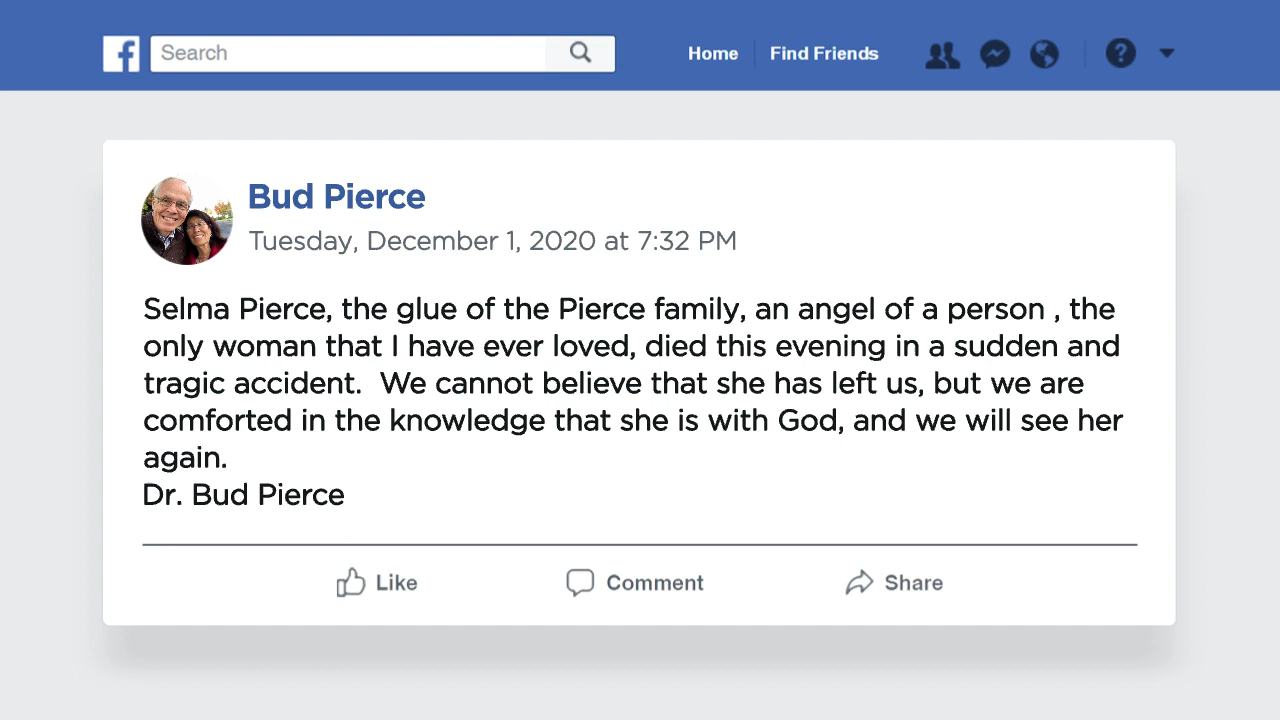 f Search Home Find Friends ?
Bud Pierce
Tuesday, December 1, 2020 at 7:32 PM
Selma Pierce, the glue of the Pierce family, an angel of a person , the
only woman that I have ever loved, died this evening in a sudden and
tragic accident.  We cannot believe that she has left us, but we are
comforted in the knowledge that she is with God, and we will see her
again.
Dr. Bud Pierce
Like Comment Share